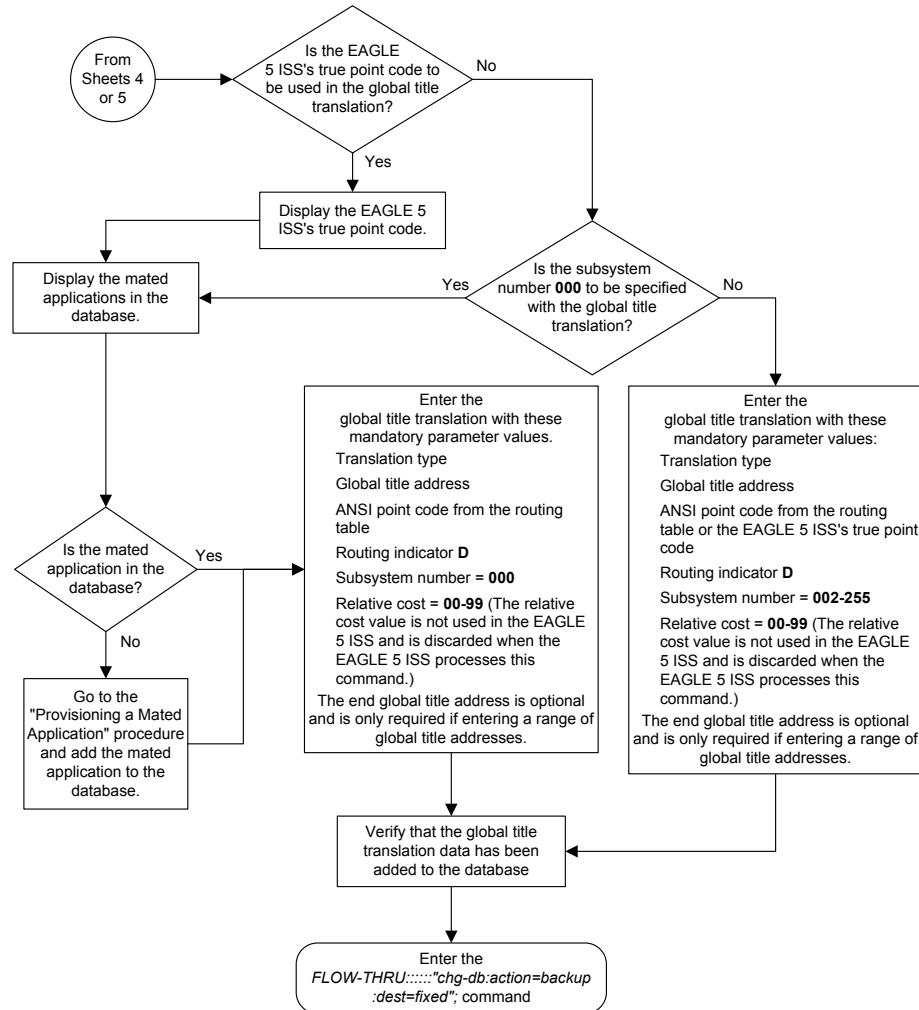 From
Sheets 4
or 5
Is the EAGLE
5 ISS's true point code to
be used in the global title
translation?
No
Yes
Display the EAGLE 5
ISS's true point code.
Display the mated
applications in the
database.
Yes
Is the subsystem
number 000 to be specified
with the global title
translation?
No
Is the mated
application in the
database?
Yes
No
Go to the
"Provisioning a Mated
Application" procedure
and add the mated
application to the
database.
Enter the
global title translation with these
mandatory parameter values.
Translation type
Global title address
ANSI point code from the routing
table
Routing indicator D
Subsystem number = 000
Relative cost = 00-99 (The relative
cost value is not used in the EAGLE
5 ISS and is discarded when the
EAGLE 5 ISS processes this
command.)
The end global title address is optional
and is only required if entering a range of
global title addresses.
Enter the
global title translation with these
mandatory parameter values:
Translation type
Global title address
ANSI point code from the routing
table or the EAGLE 5 ISS's true point
code
Routing indicator D
Subsystem number = 002-255
Relative cost = 00-99 (The relative
cost value is not used in the EAGLE
5 ISS and is discarded when the
EAGLE 5 ISS processes this
command.)
The end global title address is optional
and is only required if entering a range of
global title addresses.
Verify that the global title
translation data has been
added to the database
Enter the
FLOW-THRU::::::"chg-db:action=backup
:dest=fixed"; command